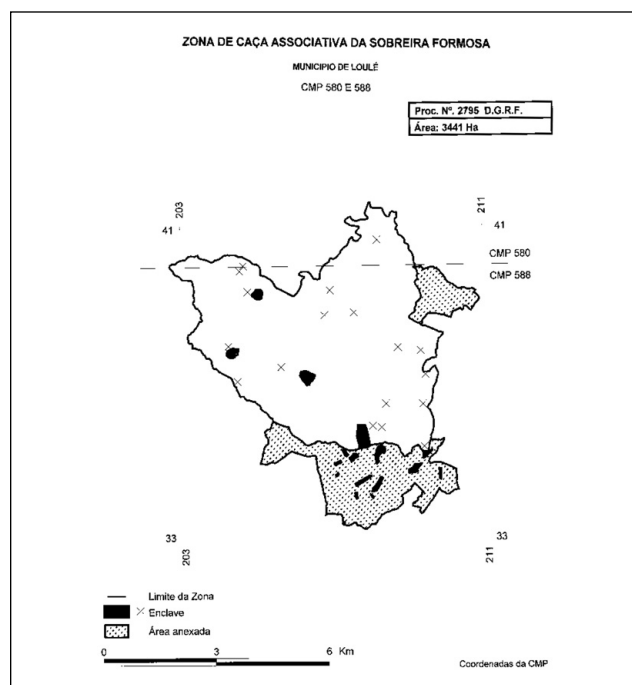 ZONA DE CAÇA ASSOCIATIVA DA SOBREIRA FORMOSA
MUNICIPIO DE LOULÉ
CMP 580 E 588
Proc. Nº. 2795 D.G.R.F.
Área: 3441 Ha
203
211
41
41
CMP 580
CMP 588
33
33
203
211
Limite da Zona
Enclave
Área anexada
0 3 6 Km
Coordenadas da CMP